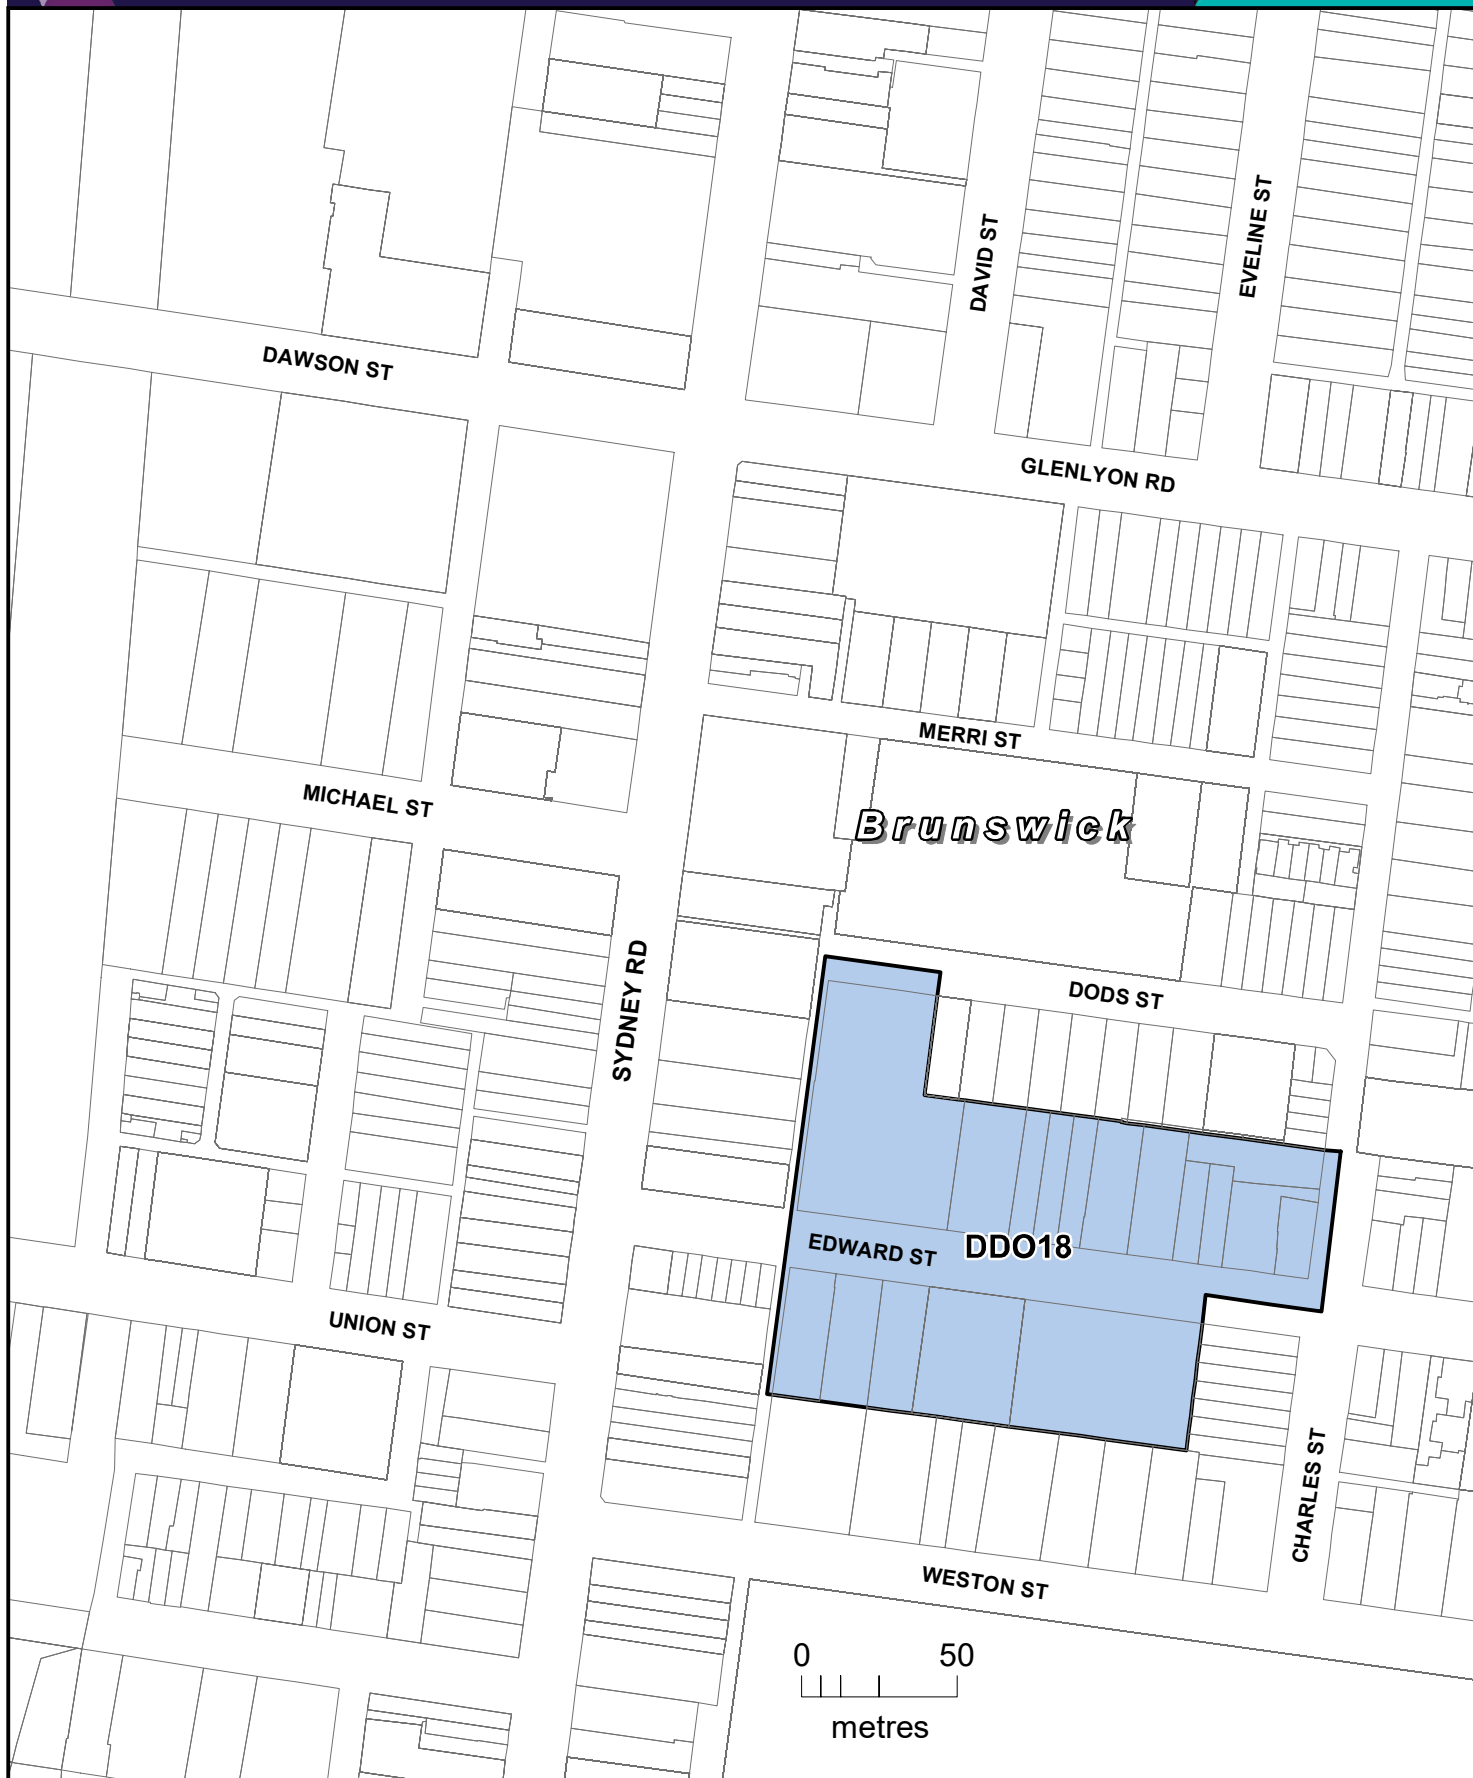 EVELINE ST
DAVID ST
DAWSON ST
GLENLYON RD
MERRI ST
MICHAEL ST
Brunswick
SYDNEY RD
DODS ST
EDWARD ST
DDO18
UNION ST
CHARLES ST
WESTON ST
0 50
metres